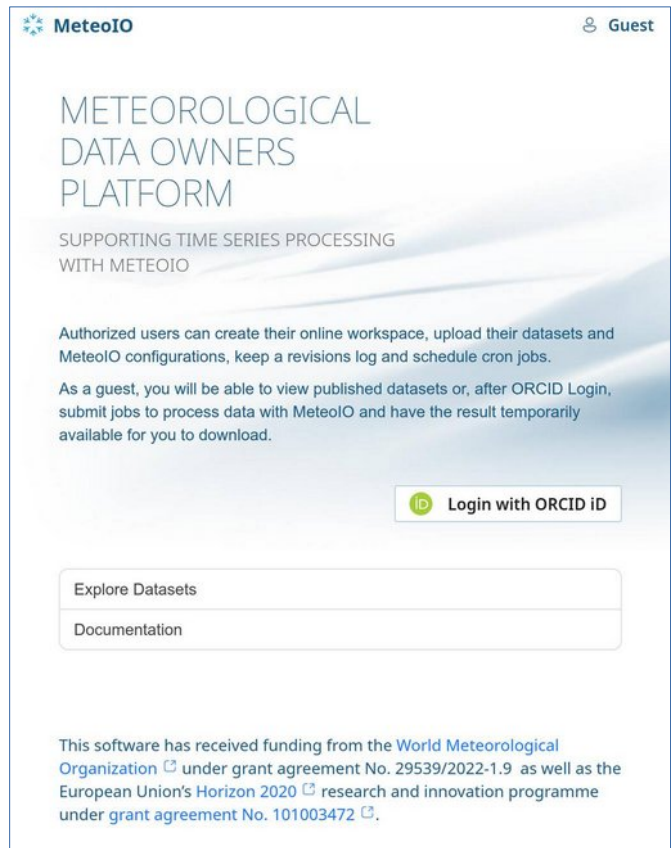 MeteoIO
Guest
METEOROLOGICAL
DATA OWNERS
PLATFORM
SUPPORTING TIME SERIES PROCESSING
WITH METEOIO
Authorized users can create their online workspace, upload their datasets and
MeteoIO configurations, keep a revisions log and schedule cron jobs.
As a guest, you will be able to view published datasets or, after ORCID Login,
submit jobs to process data with MeteoIO and have the result temporarily
available for you to download.
iD Login with ORCID iD
Explore Datasets
Documentation
This software has received funding from the World Meteorological
Organization under grant agreement No. 29539/2022-1.9 as well as the
European Union's Horizon 2020 research and innovation programme
under grant agreement No. 101003472.